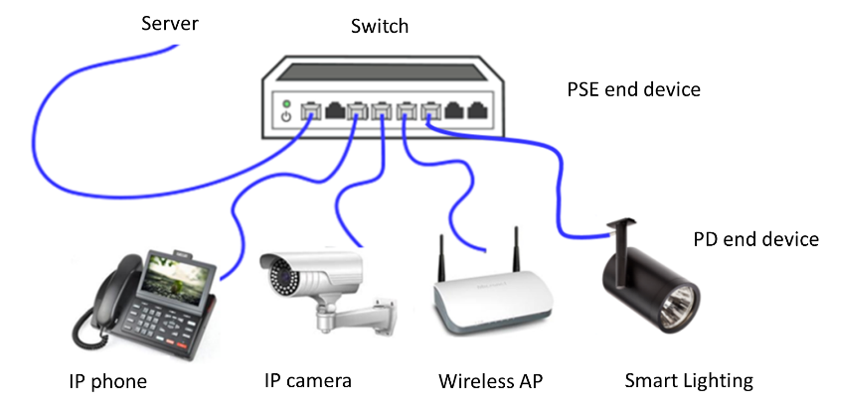 Server
Switch
PSE end device
PD end device
IP phone
IP camera
Wireless AP
Smart Lighting